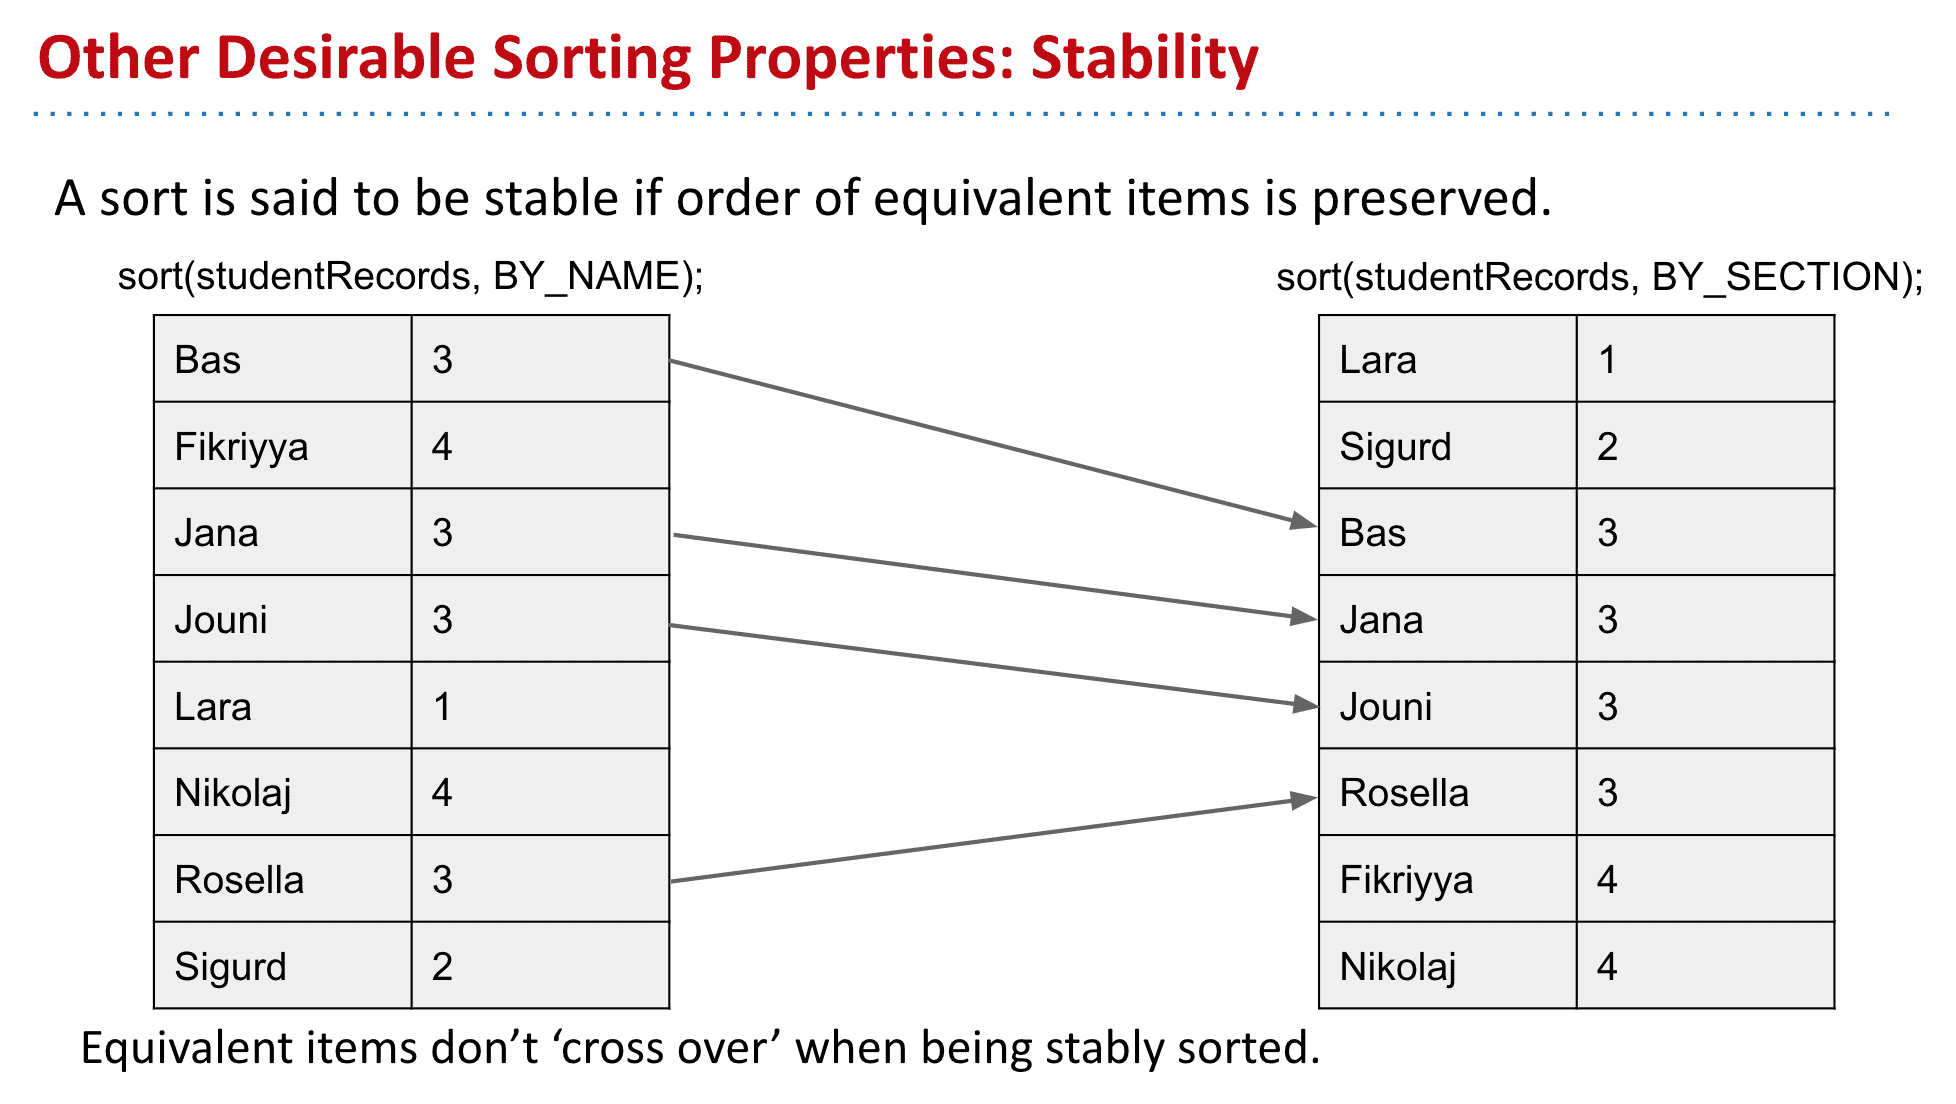 Other Desirable Sorting Properties: Stability
A sort is said to be stable if order of equivalent items is preserved.
sort(studentRecords, BY_NAME);
Bas 3
Fikriyya 4
Jana 3
Jouni 3
Lara 1
Nikolaj 4
Rosella 3
Sigurd 2
sort(studentRecords, BY_SECTION);
Lara 1
Sigurd 2
Bas 3
Jana 3
Jouni 3
Rosella 3
Fikriyya 4
Nikolaj 4
Equivalent items don’t ‘cross over’ when being stably sorted.